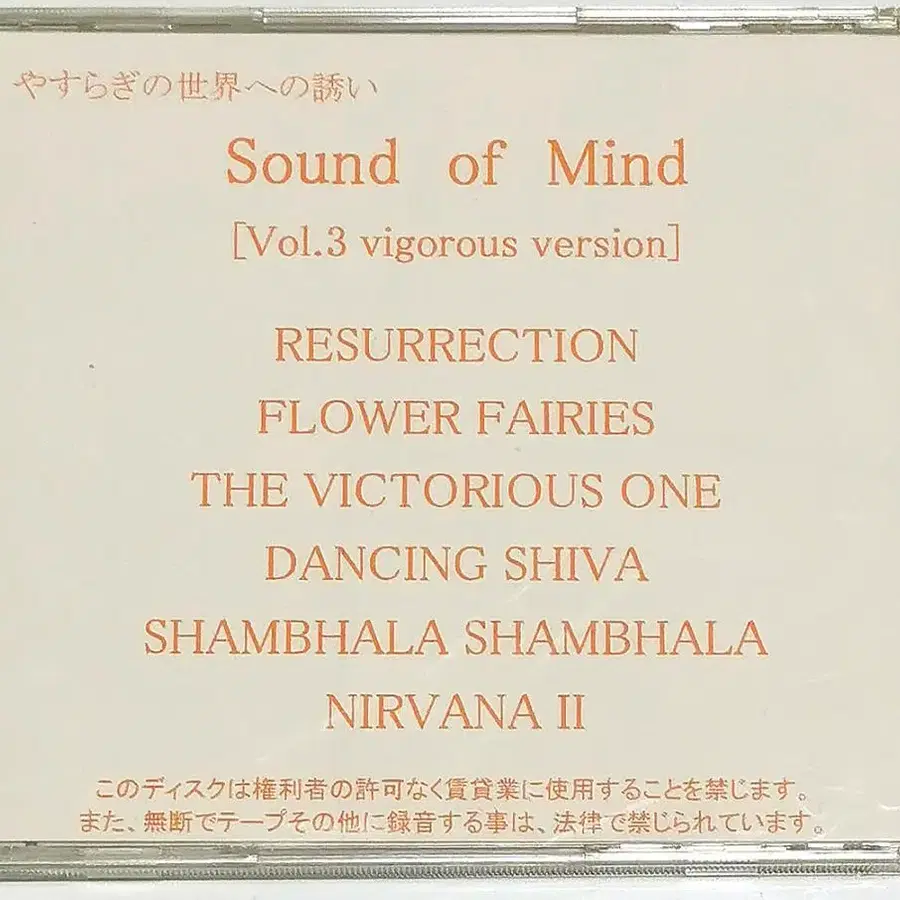 やすらぎの世界への誘い
Sound of Mind
[Vol.3 vigorous version]
RESURRECTION
FLOWER FAIRIES
THE VICTORIOUS ONE
DANCING SHIVA
SHAMBHALA SHAMBHALA
NIRVANA II
このディスクは権利者の許可なく賃貸業に使用することを禁じます。
また、無断でテープその他に録音する事は、法律で禁じられています。